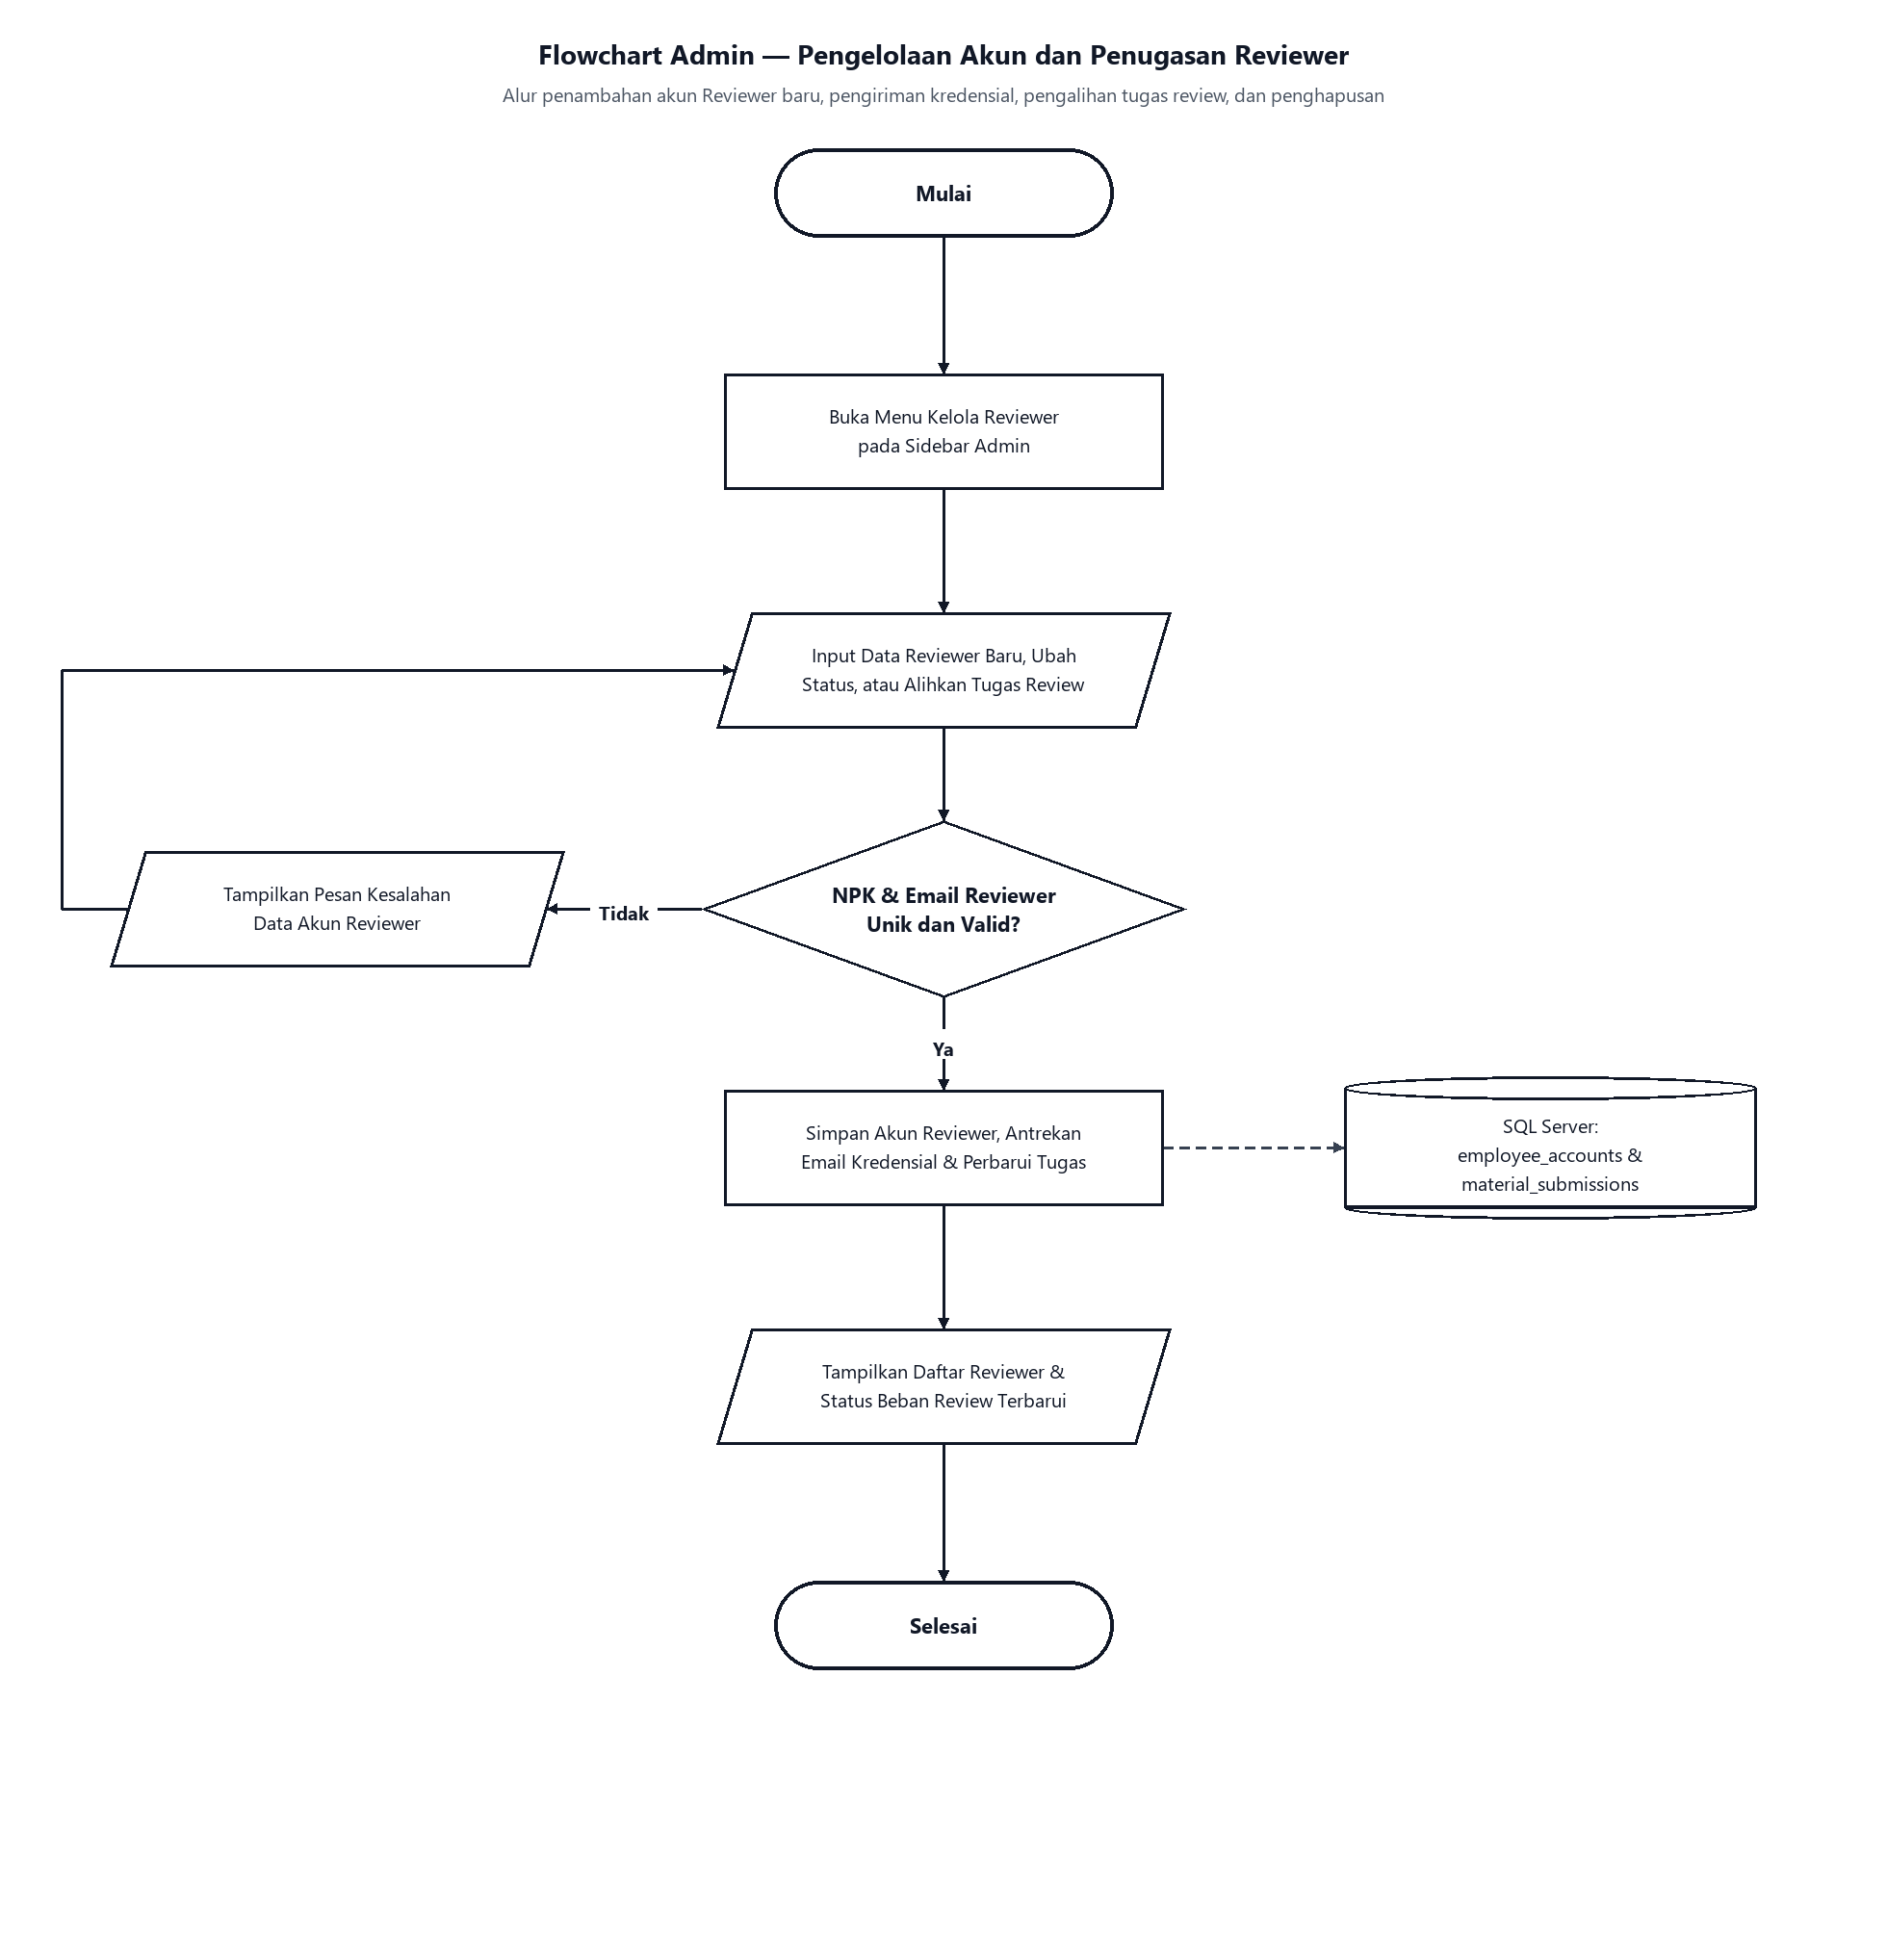 Flowchart Admin — Pengelolaan Akun dan Penugasan Reviewer
Alur penambahan akun Reviewer baru, pengiriman kredensial, pengalihan tugas review, dan penghapusan
Mulai
Buka Menu Kelola Reviewer
pada Sidebar Admin
Input Data Reviewer Baru, Ubah
Status, atau Alihkan Tugas Review
NPK & Email Reviewer
Unik dan Valid?
Tidak
Tampilkan Pesan Kesalahan
Data Akun Reviewer
Ya
Simpan Akun Reviewer, Antrekan
Email Kredensial & Perbarui Tugas
SQL Server:
employee_accounts &
material_submissions
Tampilkan Daftar Reviewer &
Status Beban Review Terbarui
Selesai